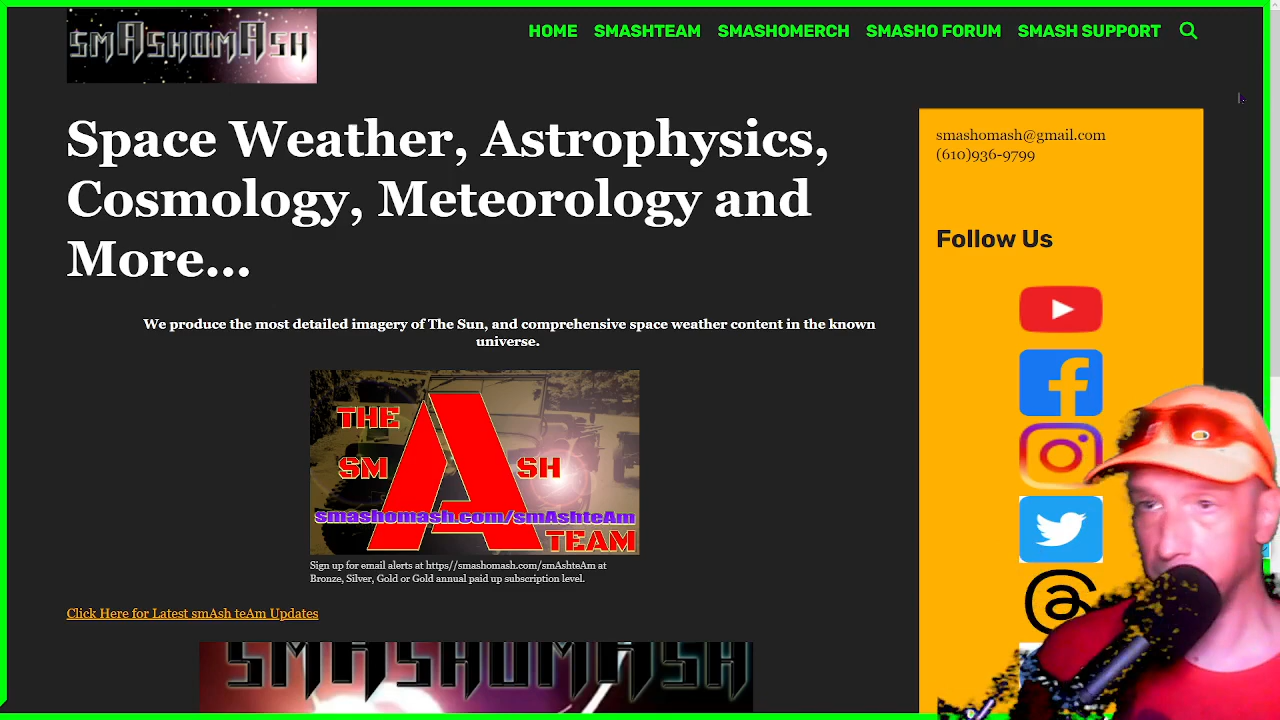 smAshomAsh
HOME SMASHTEAM SMASHOMERCH SMASHO FORUM SMASH SUPPORT
Space Weather, Astrophysics,
Cosmology, Meteorology and
More...
We produce the most detailed imagery of The Sun, and comprehensive space weather content in the known
universe.
THE
SM A SH
smashomash.com/smAshteAm
TEAM
Sign up for email alerts at https//smashomash.com/smAshteAm at
Bronze, Silver, Gold or Gold annual paid up subscription level.
Click Here for Latest smAsh teAm Updates
smAshomAsh
smashomash@gmail.com
(610)936-9799
Follow Us